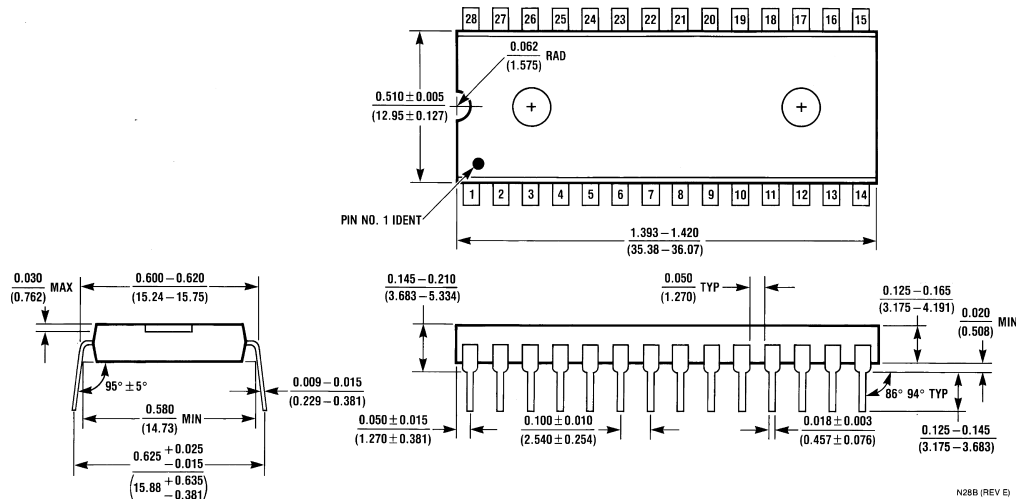 28 27 26 25 24 23 22 21 20 19 18 17 16 15
0.062
(1.575)
RAD
0.510 ± 0.005
(12.95 ± 0.127)
1 2 3 4 5 6 7 8 9 10 11 12 13 14
PIN NO. 1 IDENT
1.393 – 1.420
(35.38 – 36.07)
0.030
(0.762)
MAX
0.600 – 0.620
(15.24 – 15.75)
95° ± 5°
0.580
(14.73)
MIN
0.009 – 0.015
(0.229 – 0.381)
0.625 +0.025
−0.015
(15.88 +0.635
−0.381)
0.145 – 0.210
(3.683 – 5.334)
0.050
(1.270)
TYP
0.125 – 0.165
(3.175 – 4.191)
0.020
(0.508)
MIN
86° 94° TYP
0.050 ± 0.015
(1.270 ± 0.381)
0.100 ± 0.010
(2.540 ± 0.254)
0.018 ± 0.003
(0.457 ± 0.076)
0.125 – 0.145
(3.175 – 3.683)
N28B (REV E)